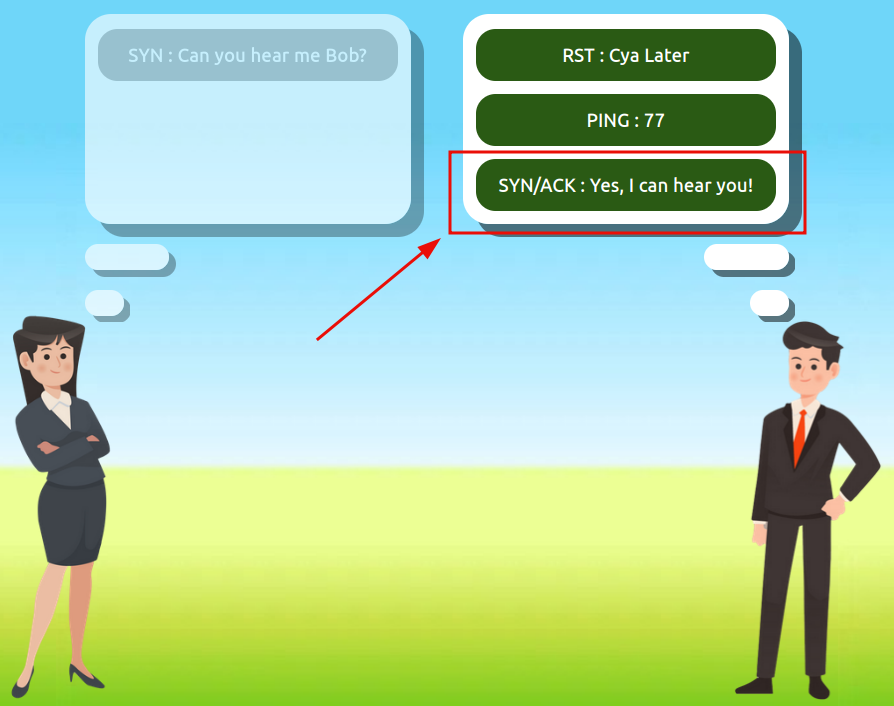 SYN : Can you hear me Bob?
RST : Cya Later
PING : 77
SYN/ACK : Yes, I can hear you!